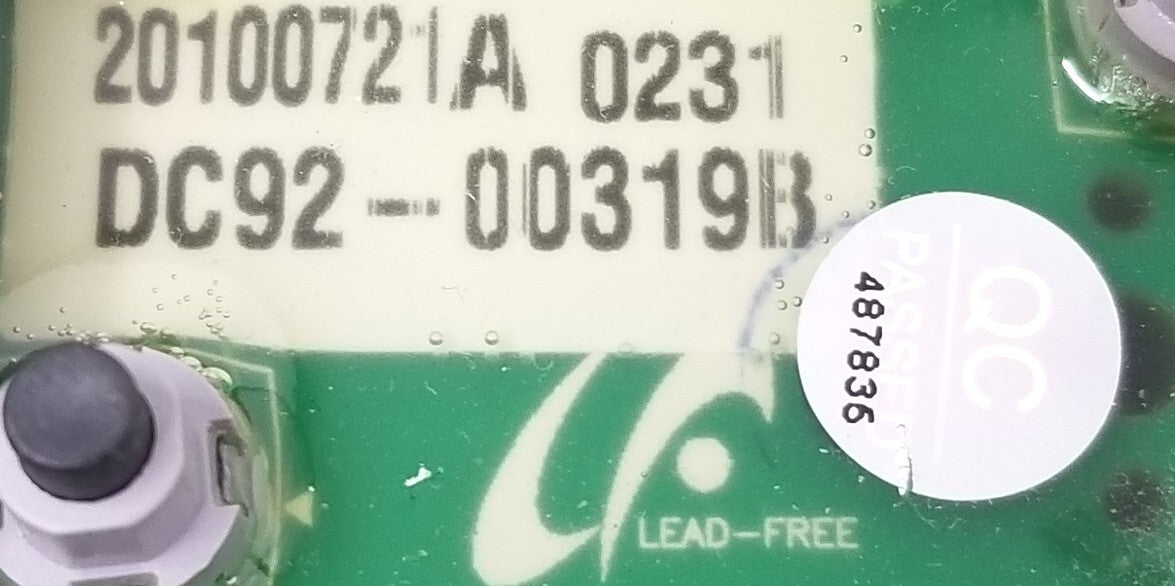 20100721A 0231
DC92-00319B
QC
PASSED
487836
LEAD-FREE